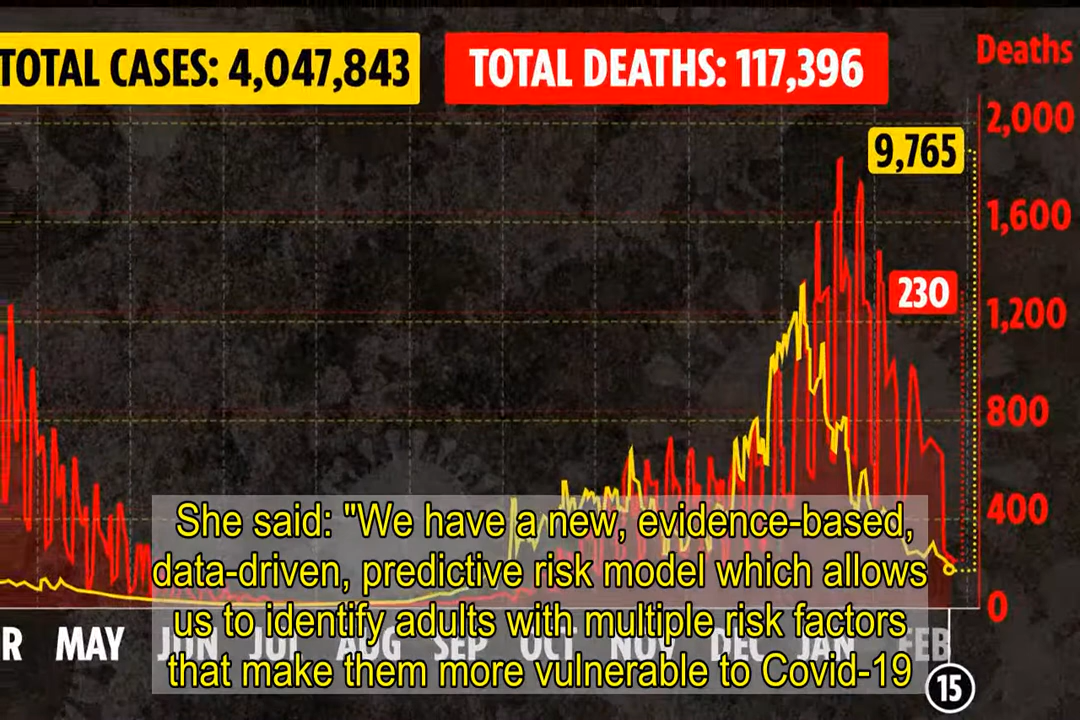 TOTAL CASES: 4,047,843
TOTAL DEATHS: 117,396
Deaths
2,000
9,765
1,600
230
1,200
800
400
0
She said: "We have a new, evidence-based,
data-driven, predictive risk model which allows
us to identify adults with multiple risk factors
that make them more vulnerable to Covid-19
R MAY JUN JUL AUG SEP OCT NOV DEC JAN FEB
15